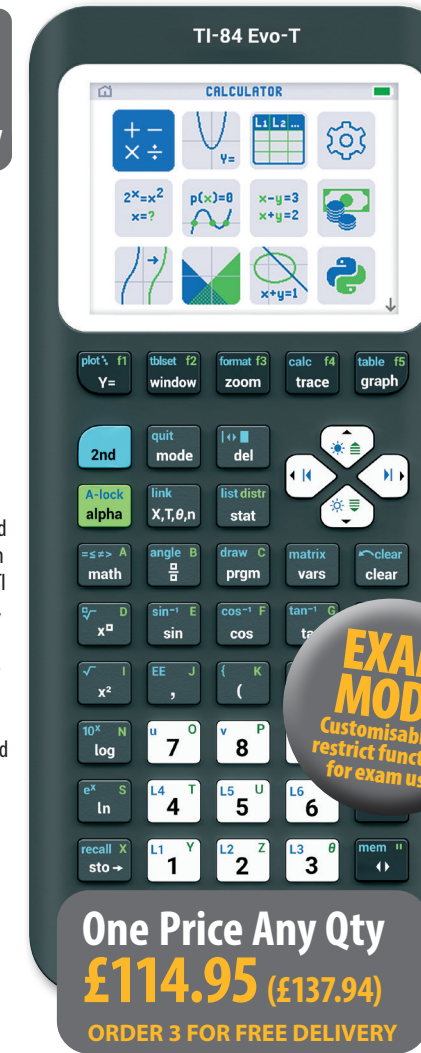 TI-84 Evo-T
CALCULATOR
+ −
× ÷
Y=
L1 L2 ...
2ˣ=x²
x=?
p(x)=0
x-y=3
x+y=2
x+y=1
plot f1 tblset f2 format f3 calc f4 table f5
Y= window zoom trace graph
quit
2nd mode del
A-lock link list distr
alpha X,T,θ,n stat
=≤≠> A angle B draw C matrix clear
math prgm vars clear
D sin⁻¹ E cos⁻¹ F tan⁻¹ G
x sin cos
√ I EE J { K
x² , (
10ˣ N u O v P
log 7 8
eˣ S L4 T L5 U L6
ln 4 5 6
recall X L1 Y L2 Z L3 θ mem "
sto→ 1 2 3
for exam
One Price Any Qty
£114.95 (£137.94)
ORDER 3 FOR FREE DELIVERY